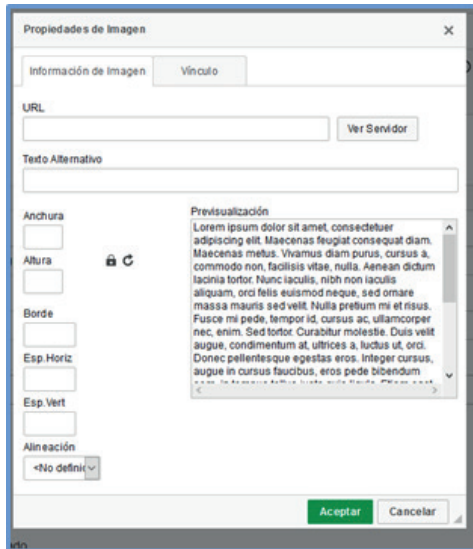 Propiedades de Imagen
Información de Imagen
Vínculo
URL
Ver Servidor
Texto Alternativo
Anchura
Altura
Borde
Esp.Horiz
Esp.Vert
Alineación
<No defini
Previsualización
Lorem ipsum dolor sit amet, consectetuer
adipiscing elit. Maecenas feugiat consequat diam.
Maecenas metus. Vivamus diam purus, cursus a,
commodo non, facilisis vitae, nulla. Aenean dictum
lacinia tortor. Nunc iaculis, nibh non iaculis
aliquam, orci felis euismod neque, sed ornare
massa mauris sed velit. Nulla pretium mi et risus.
Fusce mi pede, tempor id, cursus ac, ullamcorper
nec, enim. Sed tortor. Curabitur molestie. Duis velit
augue, condimentum at, ultrices a, luctus ut, orci.
Donec pellentesque egestas eros. Integer cursus,
augue in cursus faucibus, eros pede bibendum
Aceptar
Cancelar